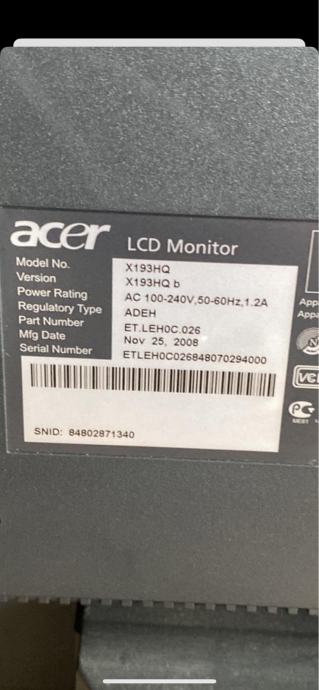 acer LCD Monitor
Model No. X193HQ
Version X193HQ b
Power Rating AC 100-240V,50-60Hz,1.2A
Regulatory Type ADEH
Part Number ET.LEH0C.026
Mfg Date Nov 25, 2008
Serial Number ETLEH0C026848070294000
SNID: 84802871340